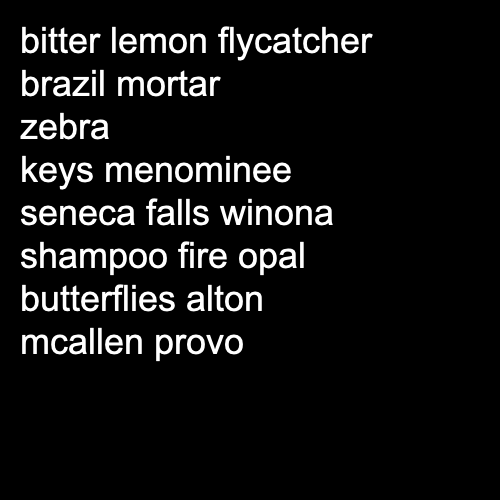 bitter lemon flycatcher
brazil mortar
zebra
keys menominee
seneca falls winona
shampoo fire opal
butterflies alton
mcallen provo